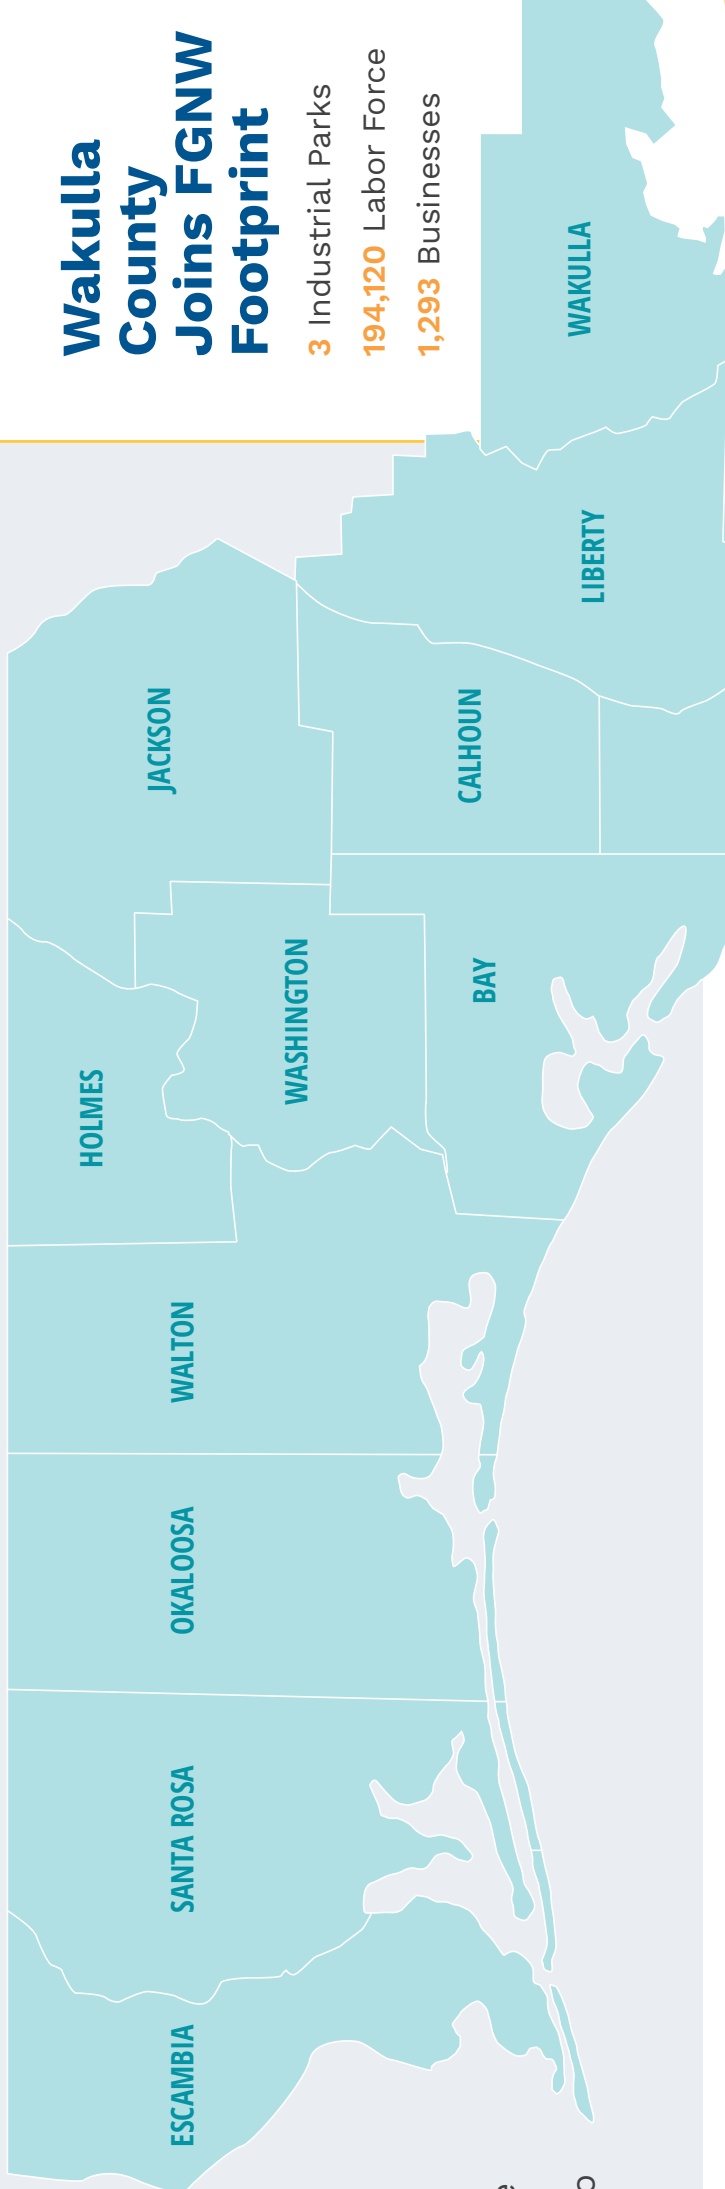 Wakulla
County
Joins FGNW
Footprint
3 Industrial Parks
194,120 Labor Force
1,293 Businesses
ESCAMBIA
SANTA ROSA
OKALOOSA
WALTON
HOLMES
WASHINGTON
BAY
JACKSON
CALHOUN
LIBERTY
WAKULLA